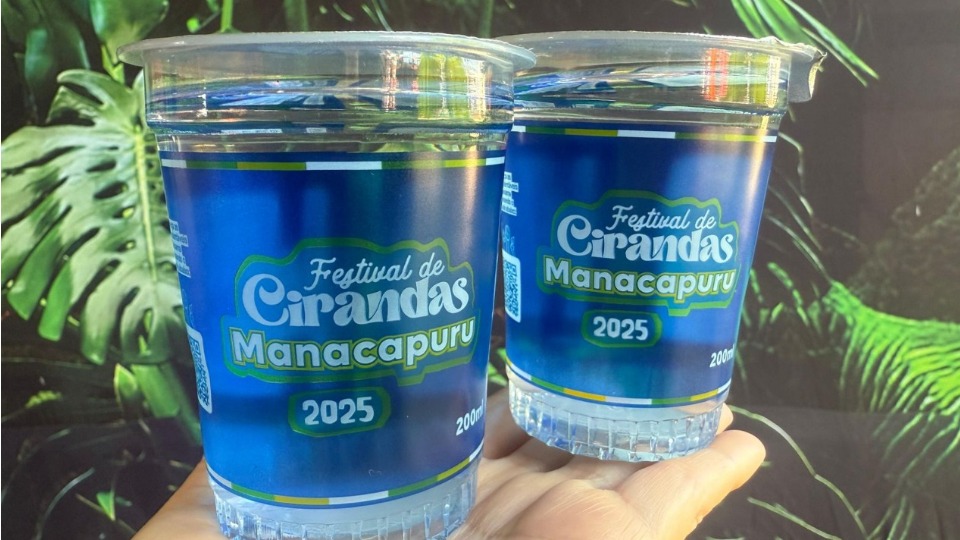 Festival de
Cirandas
Manacapuru
2025
200ml
Festival de
Cirandas
Manacapuru
2025
200ml